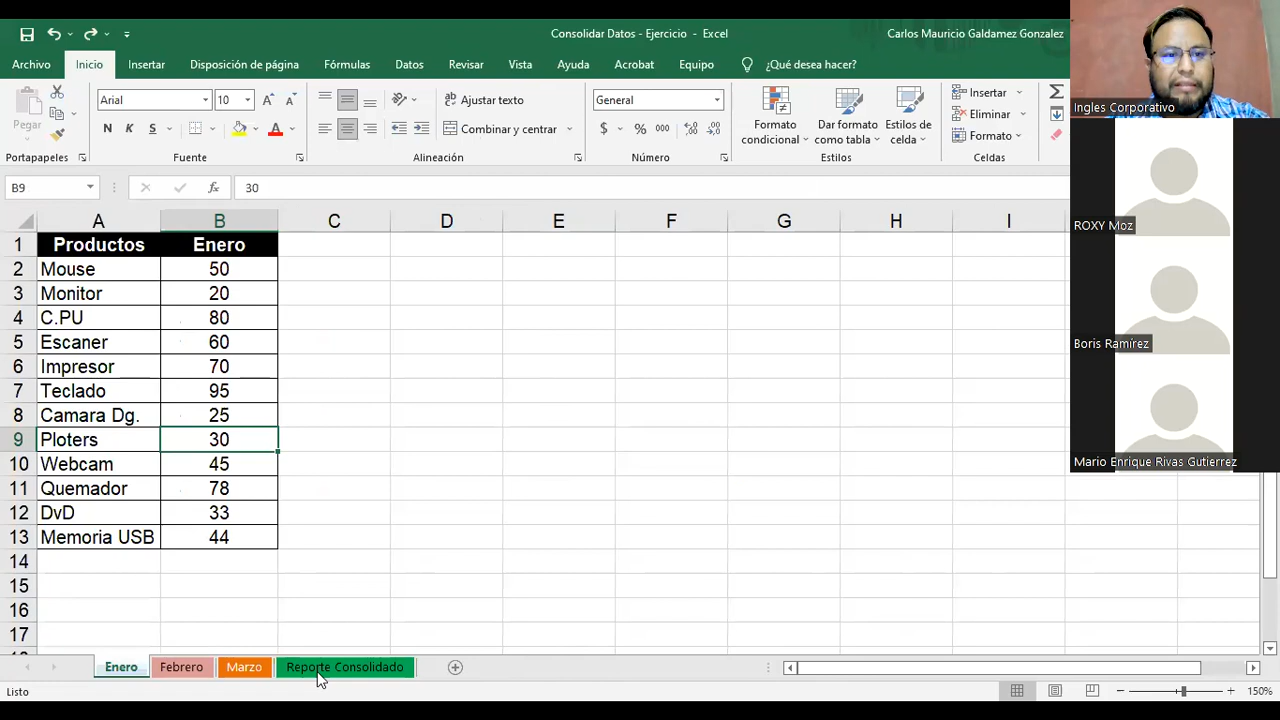 Consolidar Datos - Ejercicio - Excel
Carlos Mauricio Galdamez Gonzalez
Archivo Inicio Insertar Disposición de página Fórmulas Datos Revisar Vista Ayuda Acrobat Equipo ¿Qué desea hacer?
Pegar
Arial 10
N K S
Ajustar texto
Combinar y centrar
General
$ % 000
Formato condicional
Dar formato como tabla
Estilos de celda
Insertar
Eliminar
Formato
Portapapeles Fuente Alineación Número Estilos Celdas
B9 fx 30
A B C D E F G H I
1 Productos Enero
2 Mouse 50
3 Monitor 20
4 C.PU 80
5 Escaner 60
6 Impresor 70
7 Teclado 95
8 Camara Dg. 25
9 Ploters 30
10 Webcam 45
11 Quemador 78
12 DvD 33
13 Memoria USB 44
14
15
16
17
Enero Febrero Marzo Reporte Consolidado
Listo
150%
Ingles Corporativo
ROXY Moz
Boris Ramírez
Mario Enrique Rivas Gutierrez